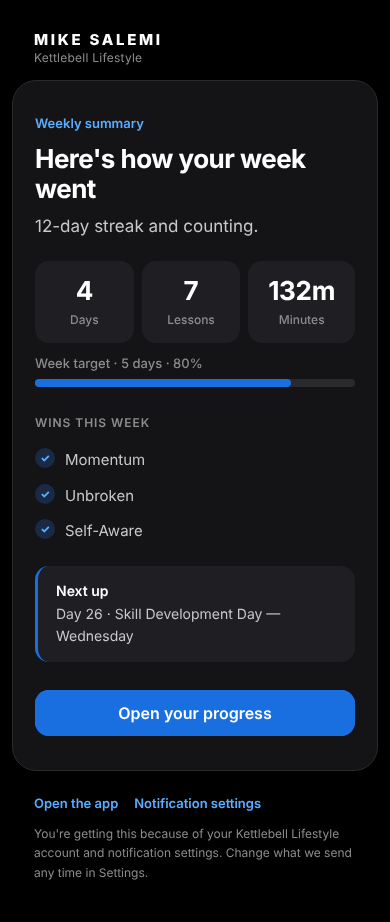 MIKE SALEMI
Kettlebell Lifestyle
Weekly summary
Here's how your week
went
12-day streak and counting.
4
Days
7
Lessons
132m
Minutes
Week target · 5 days · 80%
WINS THIS WEEK
Momentum
Unbroken
Self-Aware
Next up
Day 26 · Skill Development Day —
Wednesday
Open your progress
Open the app Notification settings
You're getting this because of your Kettlebell Lifestyle
account and notification settings. Change what we send
any time in Settings.